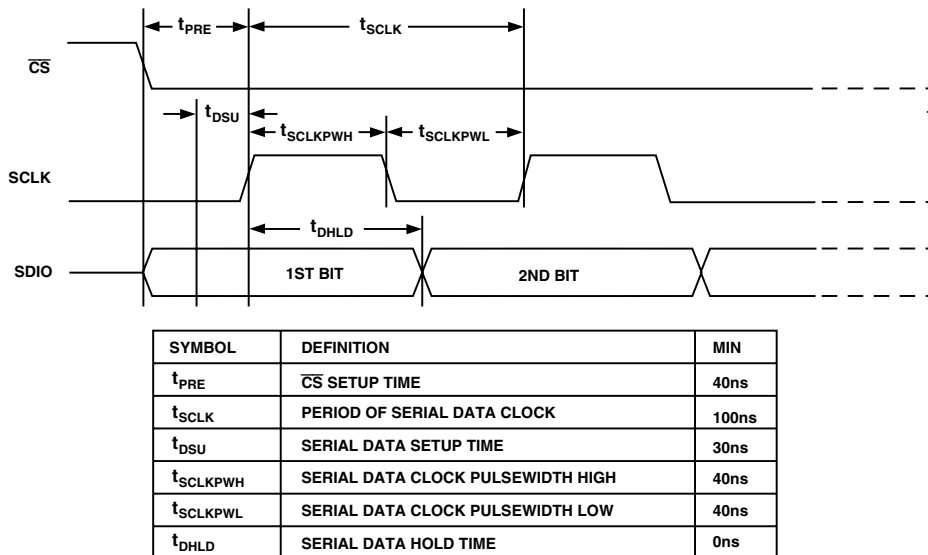 tPRE
tSCLK
CS
tDSU
tSCLKPWH
tSCLKPWL
SCLK
tDHLD
SDIO
1ST BIT
2ND BIT
SYMBOL DEFINITION MIN
tPRE CS SETUP TIME 40ns
tSCLK PERIOD OF SERIAL DATA CLOCK 100ns
tDSU SERIAL DATA SETUP TIME 30ns
tSCLKPWH SERIAL DATA CLOCK PULSEWIDTH HIGH 40ns
tSCLKPWL SERIAL DATA CLOCK PULSEWIDTH LOW 40ns
tDHLD SERIAL DATA HOLD TIME 0ns